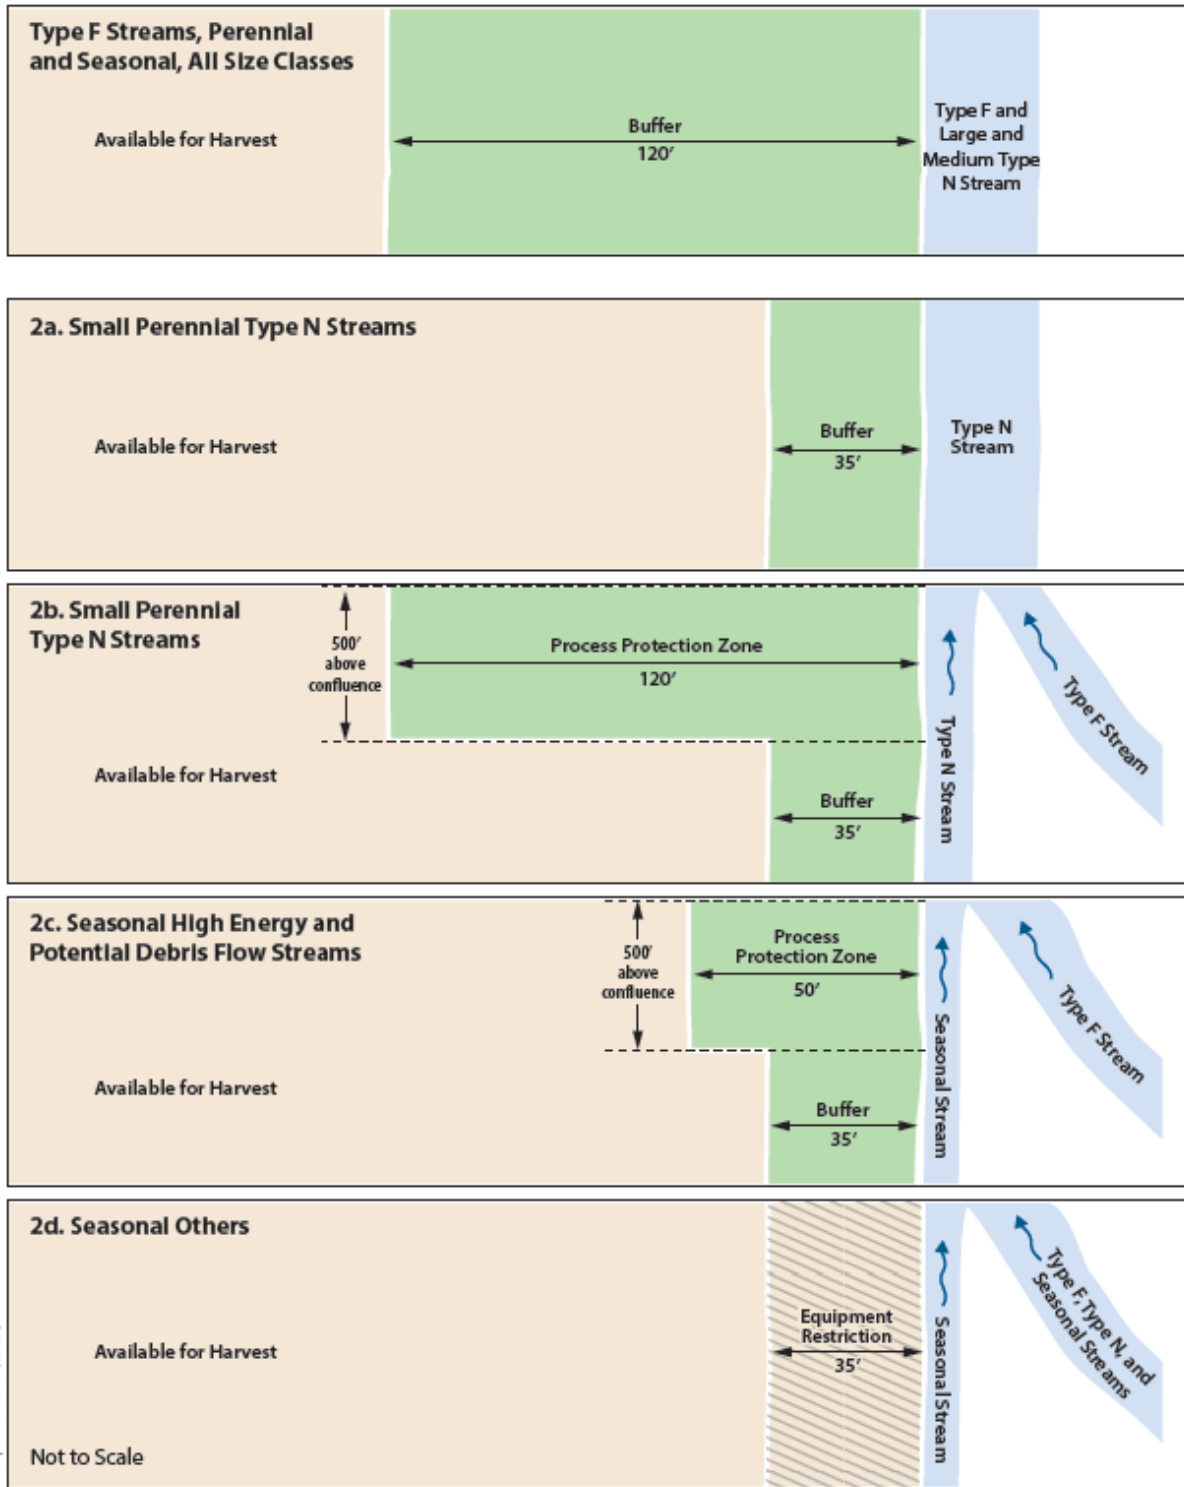 Type F Streams, Perennial
and Seasonal, All Size Classes
Available for Harvest
Buffer
120′
Type F and
Large and
Medium Type
N Stream
2a. Small Perennial Type N Streams
Available for Harvest
Buffer
35′
Type N
Stream
2b. Small Perennial
Type N Streams
500′
above
confluence
Process Protection Zone
120′
Available for Harvest
Buffer
35′
Type N Stream
Type F Stream
2c. Seasonal High Energy and
Potential Debris Flow Streams
500′
above
confluence
Process
Protection Zone
50′
Available for Harvest
Buffer
35′
Seasonal Stream
Type F Stream
2d. Seasonal Others
Available for Harvest
Equipment
Restriction
35′
Seasonal Stream
Type F, Type N, and
Seasonal Streams
Not to Scale